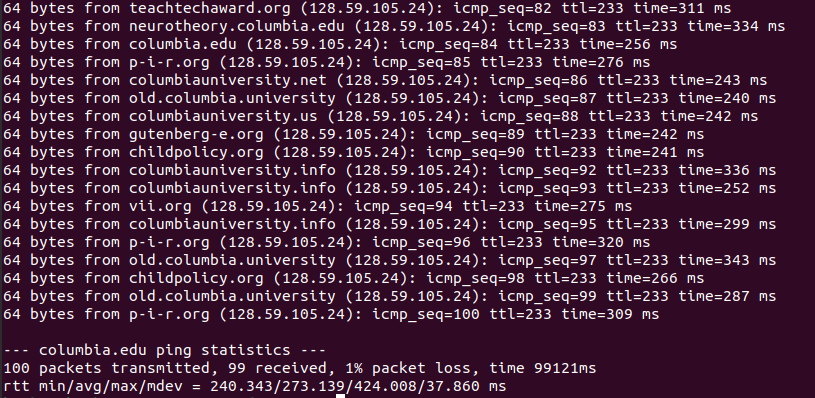 64 bytes from teachtechaward.org (128.59.105.24): icmp_seq=82 ttl=233 time=311 ms
64 bytes from neurotheory.columbia.edu (128.59.105.24): icmp_seq=83 ttl=233 time=334 ms
64 bytes from columbia.edu (128.59.105.24): icmp_seq=84 ttl=233 time=256 ms
64 bytes from p-i-r.org (128.59.105.24): icmp_seq=85 ttl=233 time=276 ms
64 bytes from columbiauniversity.net (128.59.105.24): icmp_seq=86 ttl=233 time=243 ms
64 bytes from old.columbia.university (128.59.105.24): icmp_seq=87 ttl=233 time=240 ms
64 bytes from columbiauniversity.us (128.59.105.24): icmp_seq=88 ttl=233 time=242 ms
64 bytes from gutenberg-e.org (128.59.105.24): icmp_seq=89 ttl=233 time=242 ms
64 bytes from childpolicy.org (128.59.105.24): icmp_seq=90 ttl=233 time=241 ms
64 bytes from columbiauniversity.info (128.59.105.24): icmp_seq=92 ttl=233 time=336 ms
64 bytes from columbiauniversity.info (128.59.105.24): icmp_seq=93 ttl=233 time=252 ms
64 bytes from vii.org (128.59.105.24): icmp_seq=94 ttl=233 time=275 ms
64 bytes from columbiauniversity.info (128.59.105.24): icmp_seq=95 ttl=233 time=299 ms
64 bytes from p-i-r.org (128.59.105.24): icmp_seq=96 ttl=233 time=320 ms
64 bytes from old.columbia.university (128.59.105.24): icmp_seq=97 ttl=233 time=343 ms
64 bytes from childpolicy.org (128.59.105.24): icmp_seq=98 ttl=233 time=266 ms
64 bytes from old.columbia.university (128.59.105.24): icmp_seq=99 ttl=233 time=287 ms
64 bytes from p-i-r.org (128.59.105.24): icmp_seq=100 ttl=233 time=309 ms
--- columbia.edu ping statistics ---
100 packets transmitted, 99 received, 1% packet loss, time 99121ms
rtt min/avg/max/mdev = 240.343/273.139/424.008/37.860 ms